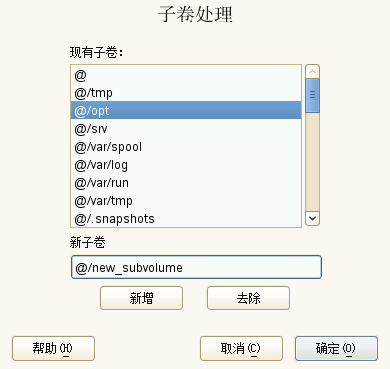 子卷处理
现有子卷：
@
@/tmp
@/opt
@/srv
@/var/spool
@/var/log
@/var/run
@/var/tmp
@/.snapshots
新子卷
@/new_subvolume
新增 去除
帮助(H) 取消(C) 确定(O)